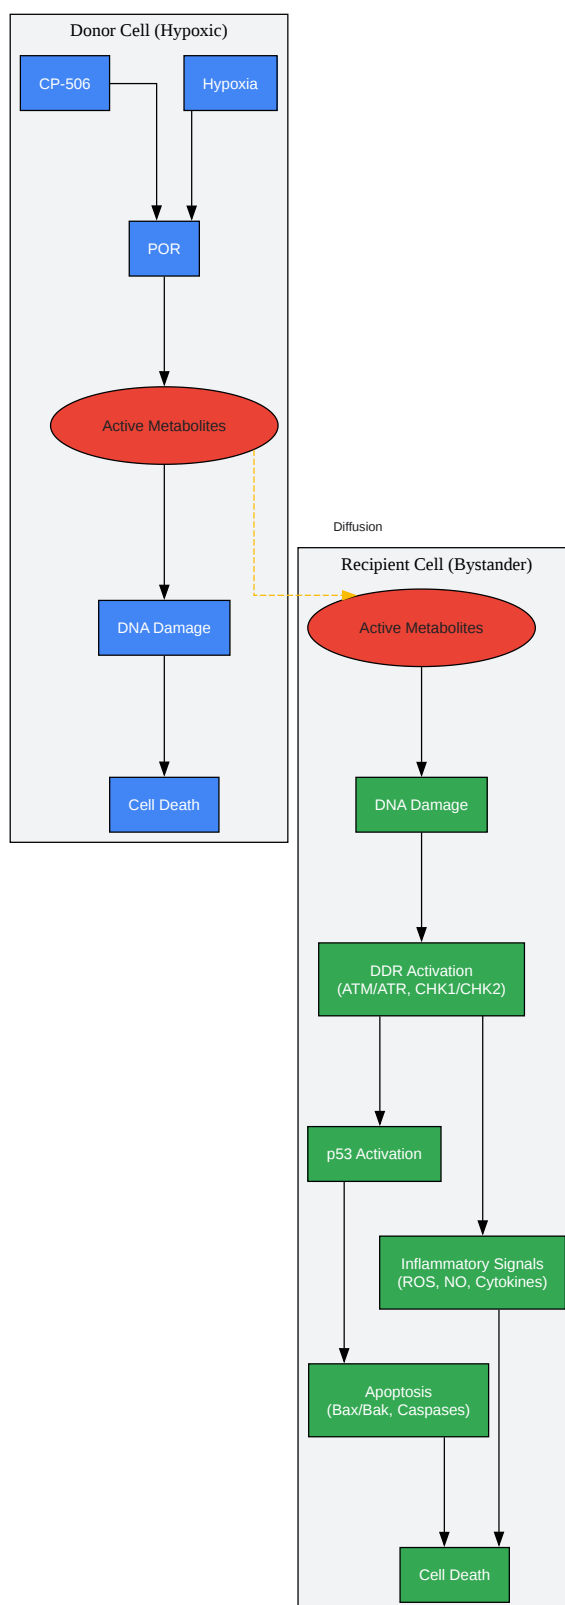 Donor Cell (Hypoxic)
CP-506
Hypoxia
POR
Active Metabolites
DNA Damage
Cell Death
Diffusion
Recipient Cell (Bystander)
Active Metabolites
DNA Damage
DDR Activation
(ATM/ATR, CHK1/CHK2)
p53 Activation
Inflammatory Signals
(ROS, NO, Cytokines)
Apoptosis
(Bax/Bak, Caspases)
Cell Death